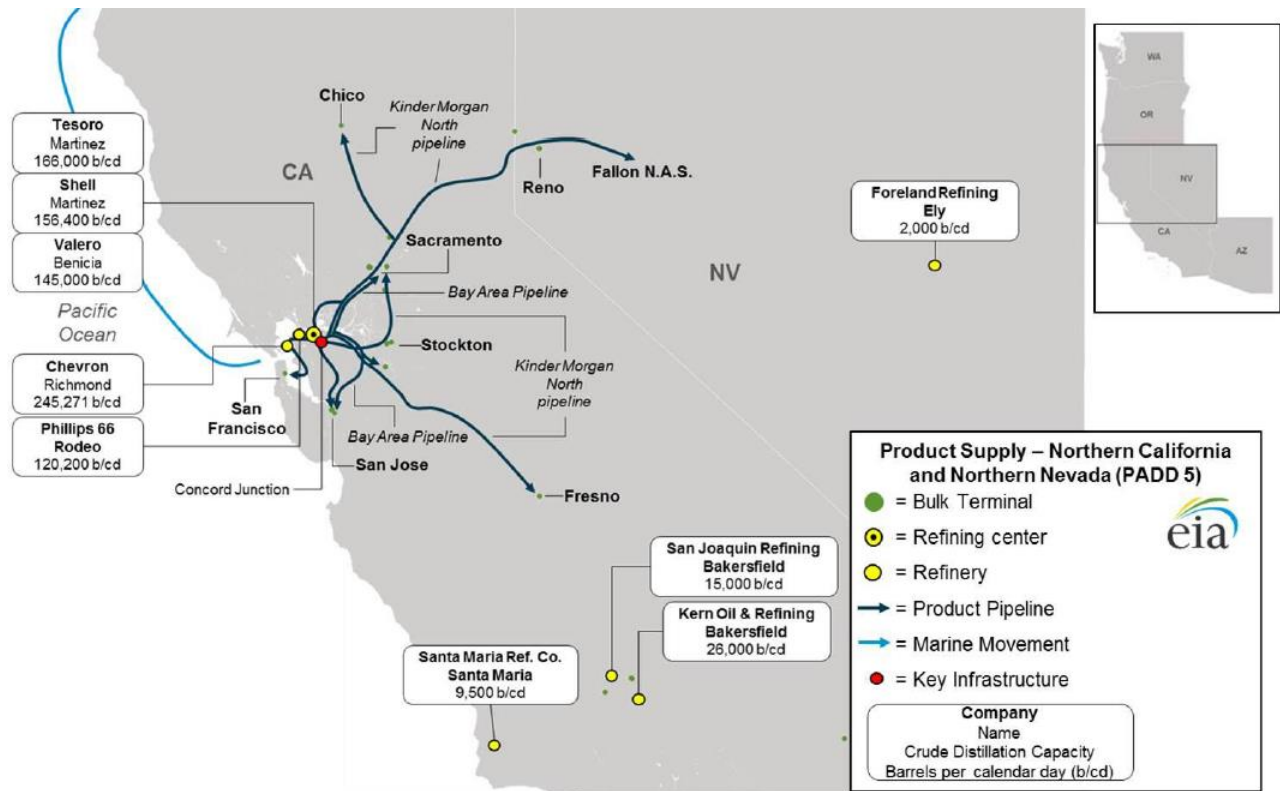 Chico
Kinder Morgan
North
pipeline
CA
Reno
Fallon N.A.S.
Tesoro
Martinez
166,000 b/cd
Shell
Martinez
156,400 b/cd
Valero
Benicia
145,000 b/cd
Pacific
Ocean
Chevron
Richmond
245,271 b/cd
Phillips 66
Rodeo
120,200 b/cd
Sacramento
Bay Area Pipeline
Stockton
Kinder Morgan
North
pipeline
San
Francisco
Bay Area Pipeline
San Jose
Concord Junction
Fresno
NV
Foreland Refining
Ely
2,000 b/cd
WA
OR
NV
CA
AZ
San Joaquin Refining
Bakersfield
15,000 b/cd
Kern Oil & Refining
Bakersfield
26,000 b/cd
Santa Maria Ref. Co.
Santa Maria
9,500 b/cd
Product Supply – Northern California
and Northern Nevada (PADD 5)
= Bulk Terminal
= Refining center
= Refinery
= Product Pipeline
= Marine Movement
= Key Infrastructure
eia
Company
Name
Crude Distillation Capacity
Barrels per calendar day (b/cd)